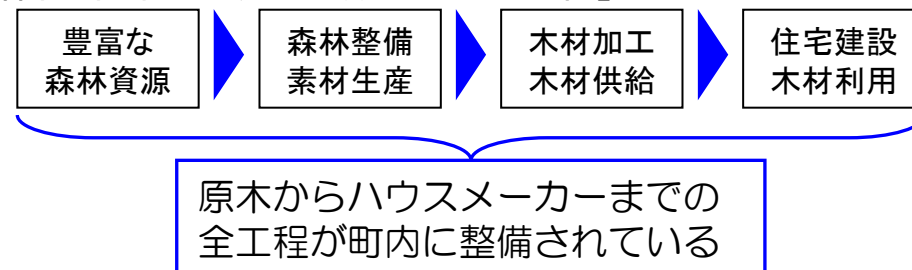 豊富な
森林資源
森林整備
素材生産
木材加工
木材供給
住宅建設
木材利用
原木からハウスメーカーまでの
全工程が町内に整備されている